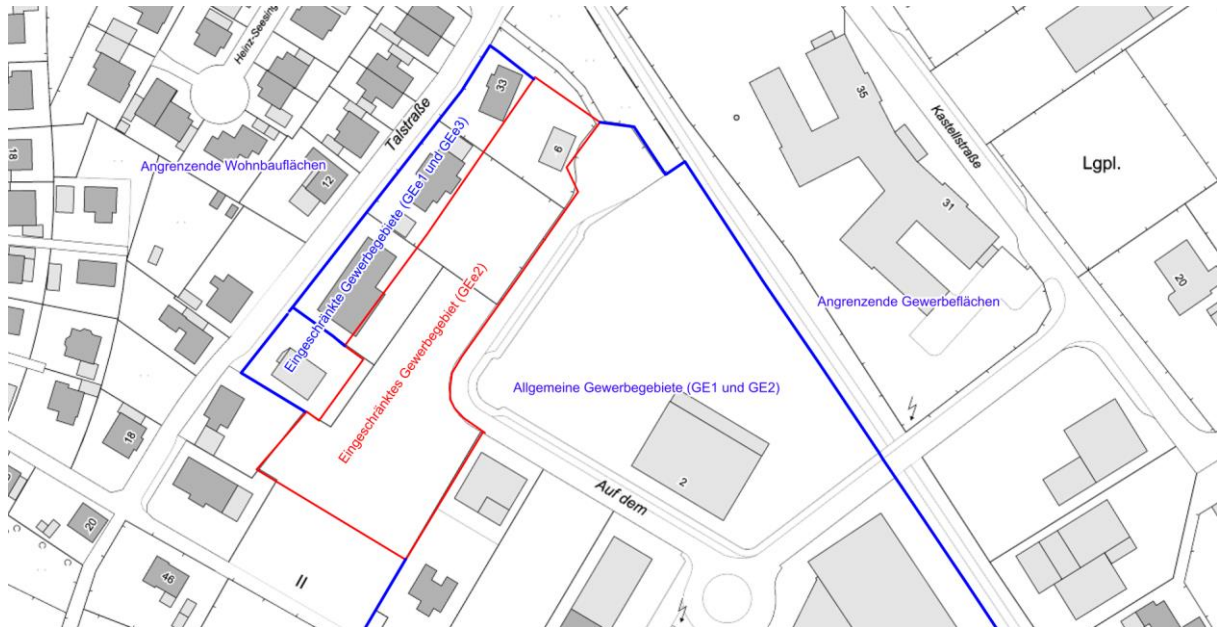 Heinz-Seesing
33
Talstraße
35
Kastellstraße
Lgpl.
6
18
Angrenzende Wohnbauflächen
12
Eingeschränkte Gewerbegebiete (GEe1 und GEe3)
31
20
Eingeschränktes Gewerbegebiet (GEe2)
Angrenzende Gewerbeflächen
Allgemeine Gewerbegebiete (GE1 und GE2)
18
2
Auf dem
20
46
II